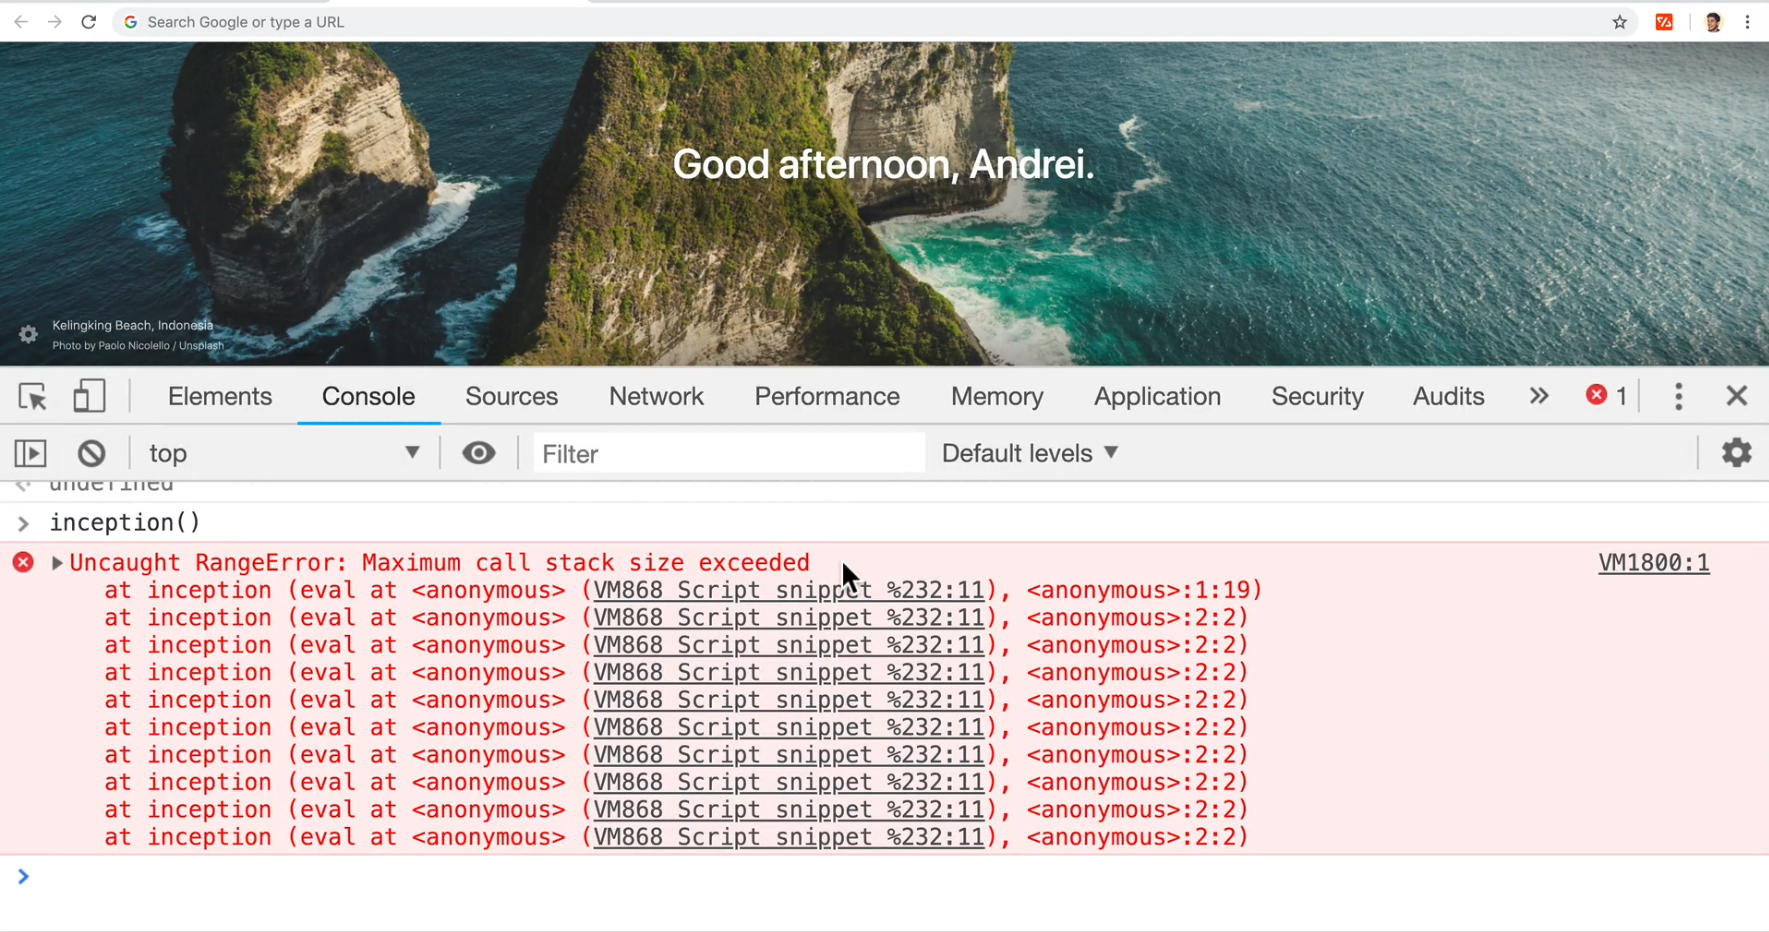 Search Google or type a URL
Good afternoon, Andrei.
Kelingking Beach, Indonesia
Photo by Paolo Nicolello / Unsplash
Elements Console Sources Network Performance Memory Application Security Audits » 1
top Filter Default levels
undefined
> inception()
Uncaught RangeError: Maximum call stack size exceeded VM1800:1
at inception (eval at <anonymous> (VM868 Script snippet %232:11), <anonymous>:1:19)
at inception (eval at <anonymous> (VM868 Script snippet %232:11), <anonymous>:2:2)
at inception (eval at <anonymous> (VM868 Script snippet %232:11), <anonymous>:2:2)
at inception (eval at <anonymous> (VM868 Script snippet %232:11), <anonymous>:2:2)
at inception (eval at <anonymous> (VM868 Script snippet %232:11), <anonymous>:2:2)
at inception (eval at <anonymous> (VM868 Script snippet %232:11), <anonymous>:2:2)
at inception (eval at <anonymous> (VM868 Script snippet %232:11), <anonymous>:2:2)
at inception (eval at <anonymous> (VM868 Script snippet %232:11), <anonymous>:2:2)
at inception (eval at <anonymous> (VM868 Script snippet %232:11), <anonymous>:2:2)
at inception (eval at <anonymous> (VM868 Script snippet %232:11), <anonymous>:2:2)
>